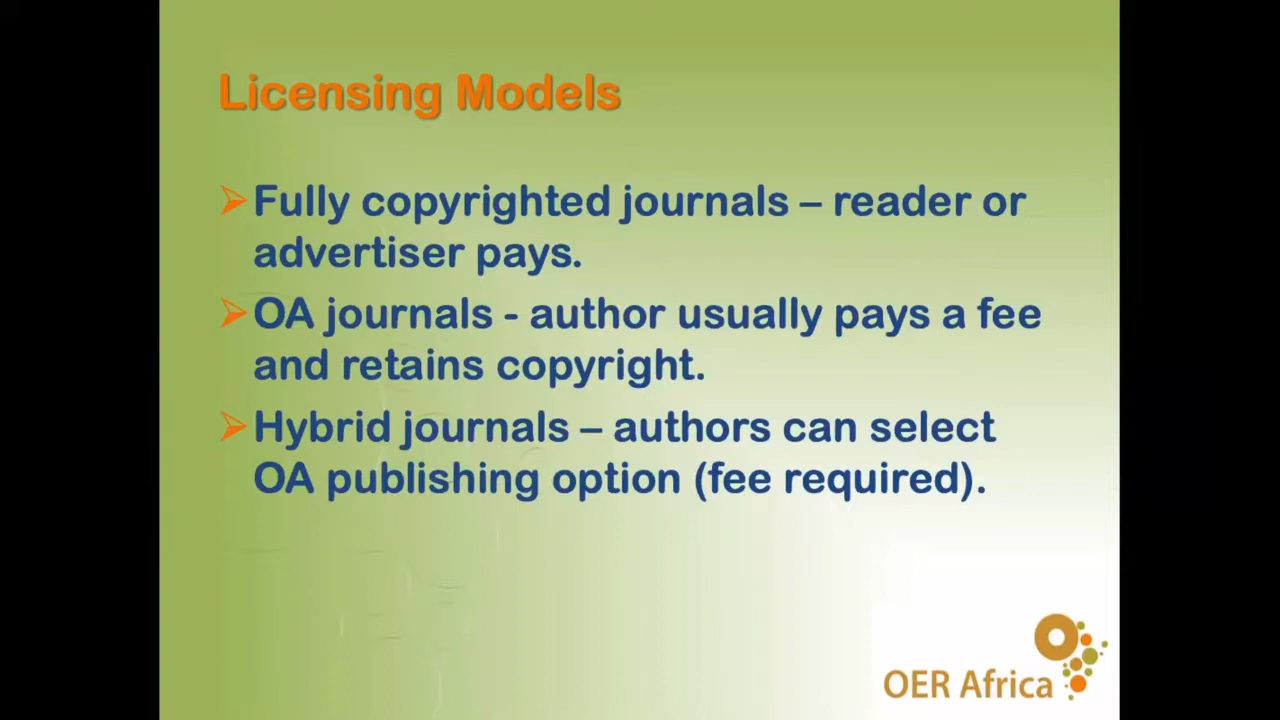 Licensing Models
Fully copyrighted journals – reader or
advertiser pays.
OA journals - author usually pays a fee
and retains copyright.
Hybrid journals – authors can select
OA publishing option (fee required).
OER Africa